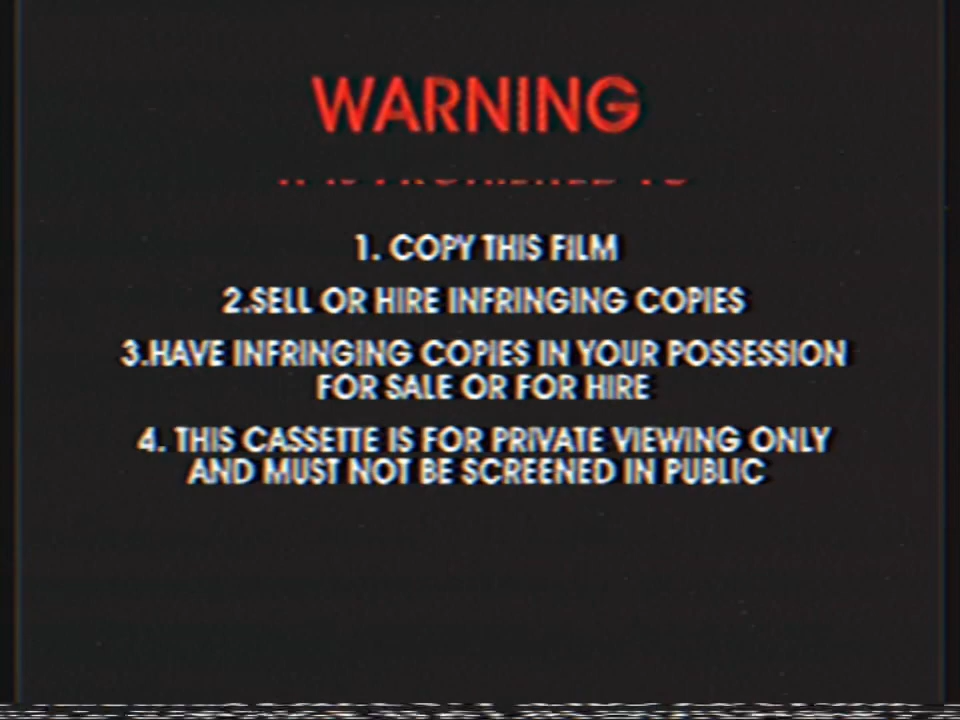 WARNING
1. COPY THIS FILM
2.SELL OR HIRE INFRINGING COPIES
3.HAVE INFRINGING COPIES IN YOUR POSSESSION
FOR SALE OR FOR HIRE
4. THIS CASSETTE IS FOR PRIVATE VIEWING ONLY
AND MUST NOT BE SCREENED IN PUBLIC